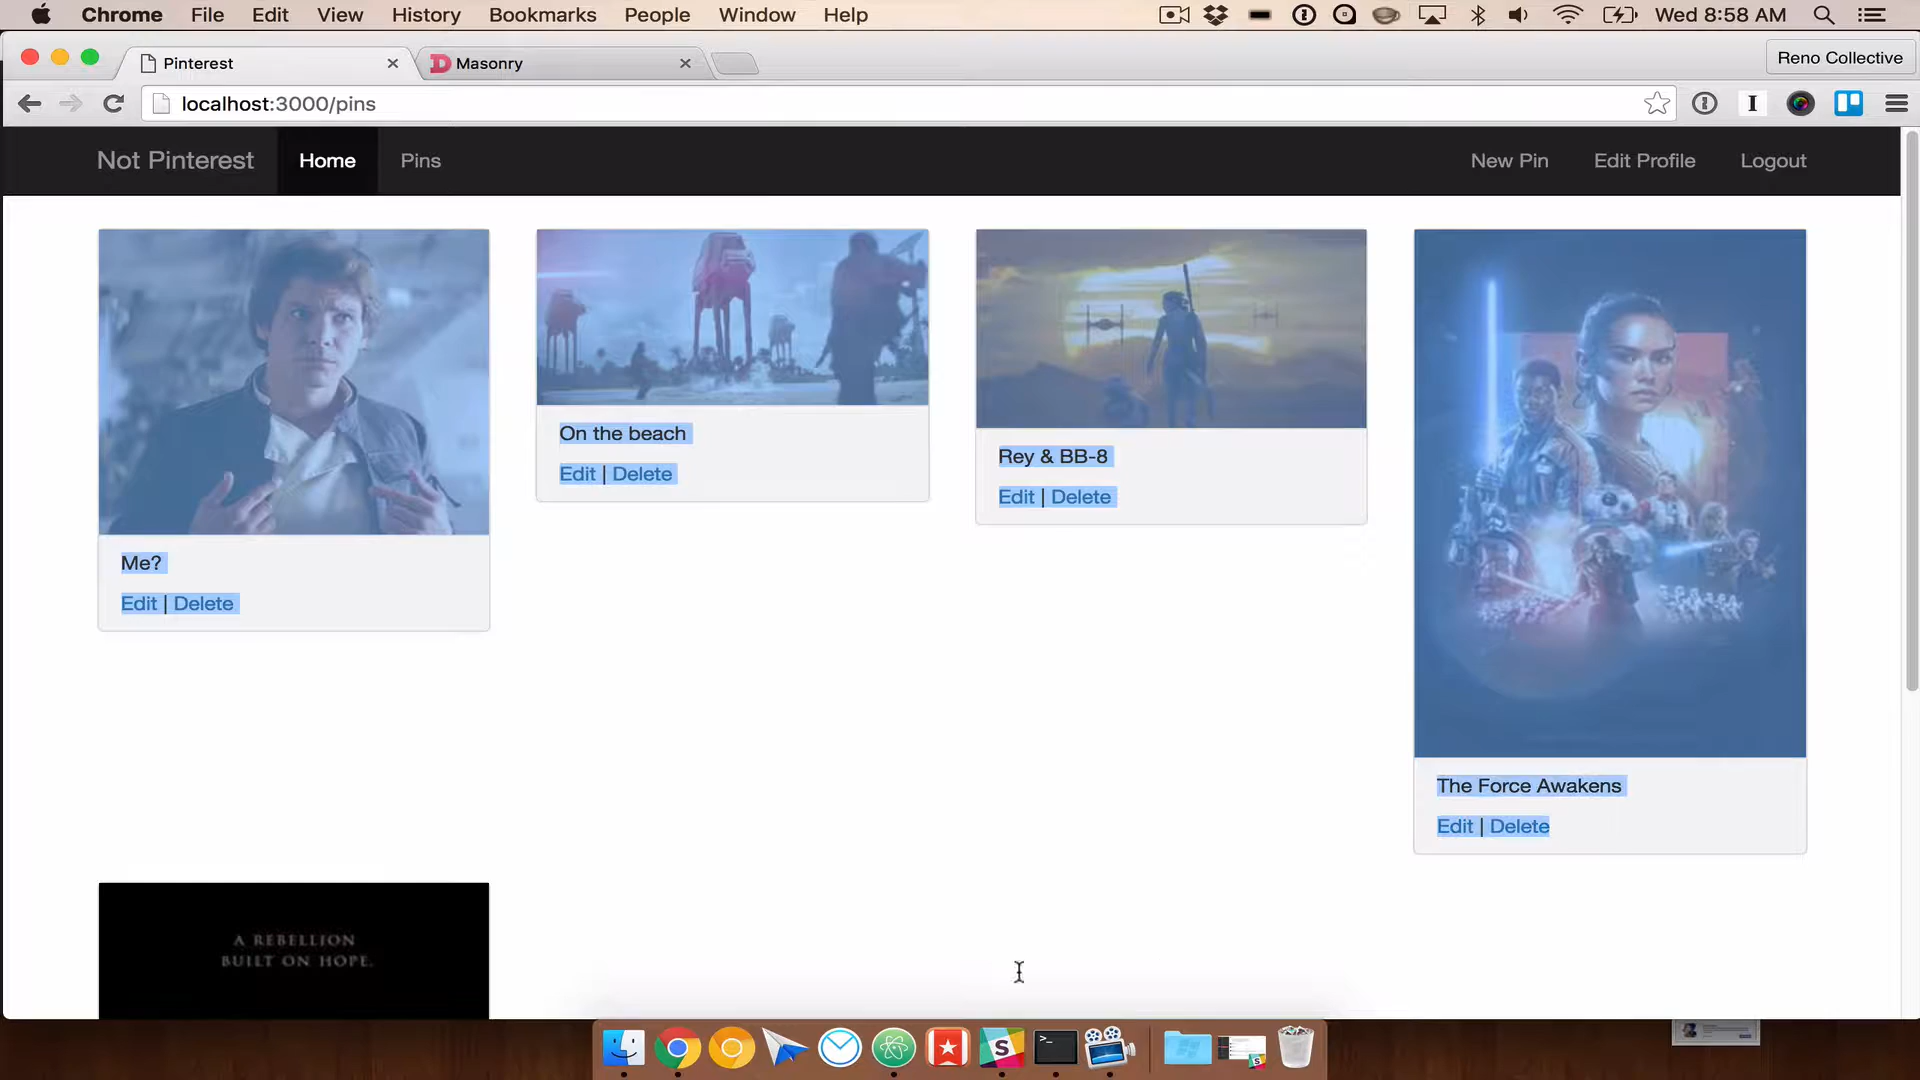 Chrome File Edit View History Bookmarks People Window Help Wed 8:58 AM
Pinterest Masonry Reno Collective
localhost:3000/pins
Not Pinterest Home Pins New Pin Edit Profile Logout
Me?
Edit | Delete
On the beach
Edit | Delete
Rey & BB-8
Edit | Delete
The Force Awakens
Edit | Delete
A REBELLION
BUILT ON HOPE.